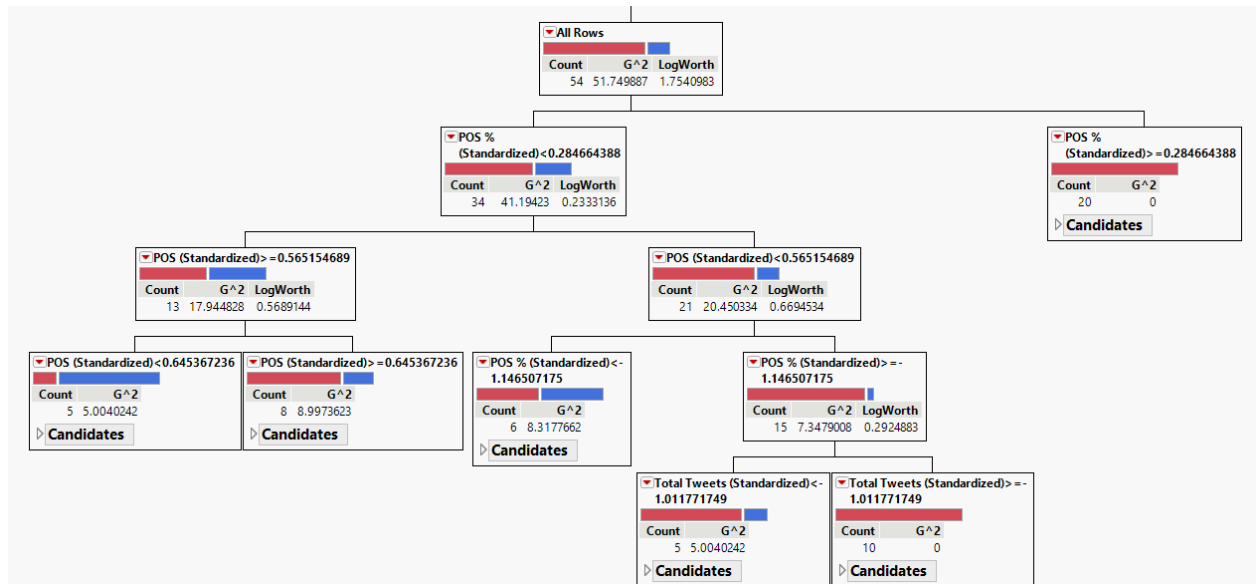 All Rows
Count G^2 LogWorth
54 51.749887 1.7540983
POS %
(Standardized)<0.284664388
Count G^2 LogWorth
34 41.19423 0.2333136
POS %
(Standardized)>=0.284664388
Count G^2
20 0
Candidates
POS (Standardized)>=0.565154689
Count G^2 LogWorth
13 17.944828 0.5689144
POS (Standardized)<0.565154689
Count G^2 LogWorth
21 20.450334 0.6694534
POS (Standardized)<0.645367236
Count G^2
5 5.0040242
Candidates
POS (Standardized)>=0.645367236
Count G^2
8 8.9973623
Candidates
POS % (Standardized)<-
1.146507175
Count G^2
6 8.3177662
Candidates
POS % (Standardized)>=-
1.146507175
Count G^2 LogWorth
15 7.3479008 0.2924883
Total Tweets (Standardized)<-
1.011771749
Count G^2
5 5.0040242
Candidates
Total Tweets (Standardized)>=-
1.011771749
Count G^2
10 0
Candidates